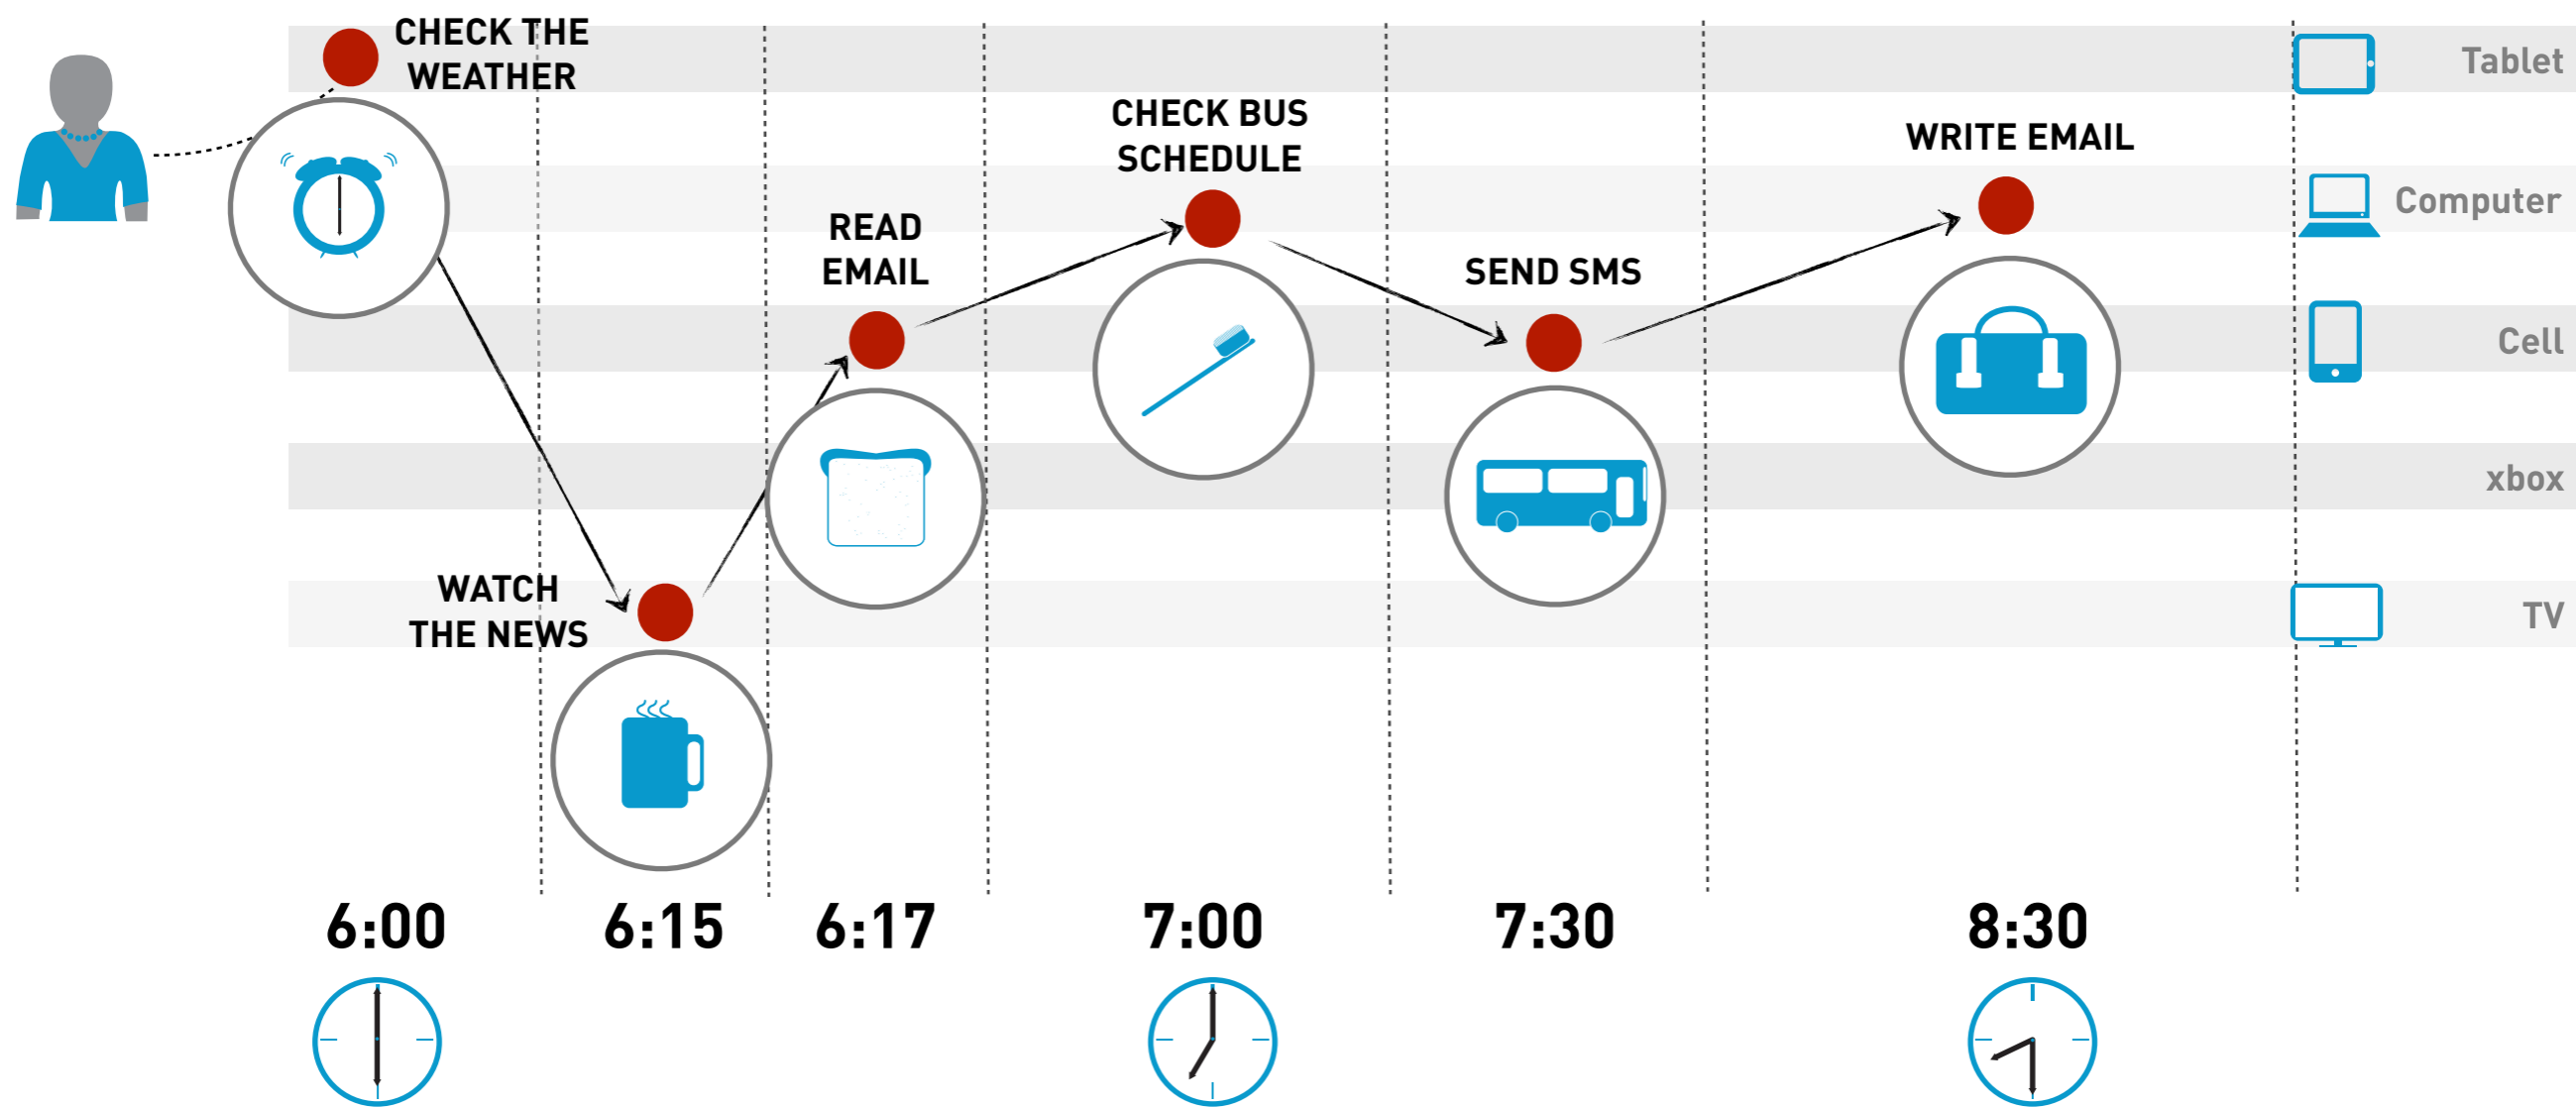 CHECK THE
WEATHER
Tablet
CHECK BUS
SCHEDULE
WRITE EMAIL
Computer
READ
EMAIL
SEND SMS
Cell
xbox
WATCH
THE NEWS
TV
6:00
6:15
6:17
7:00
7:30
8:30